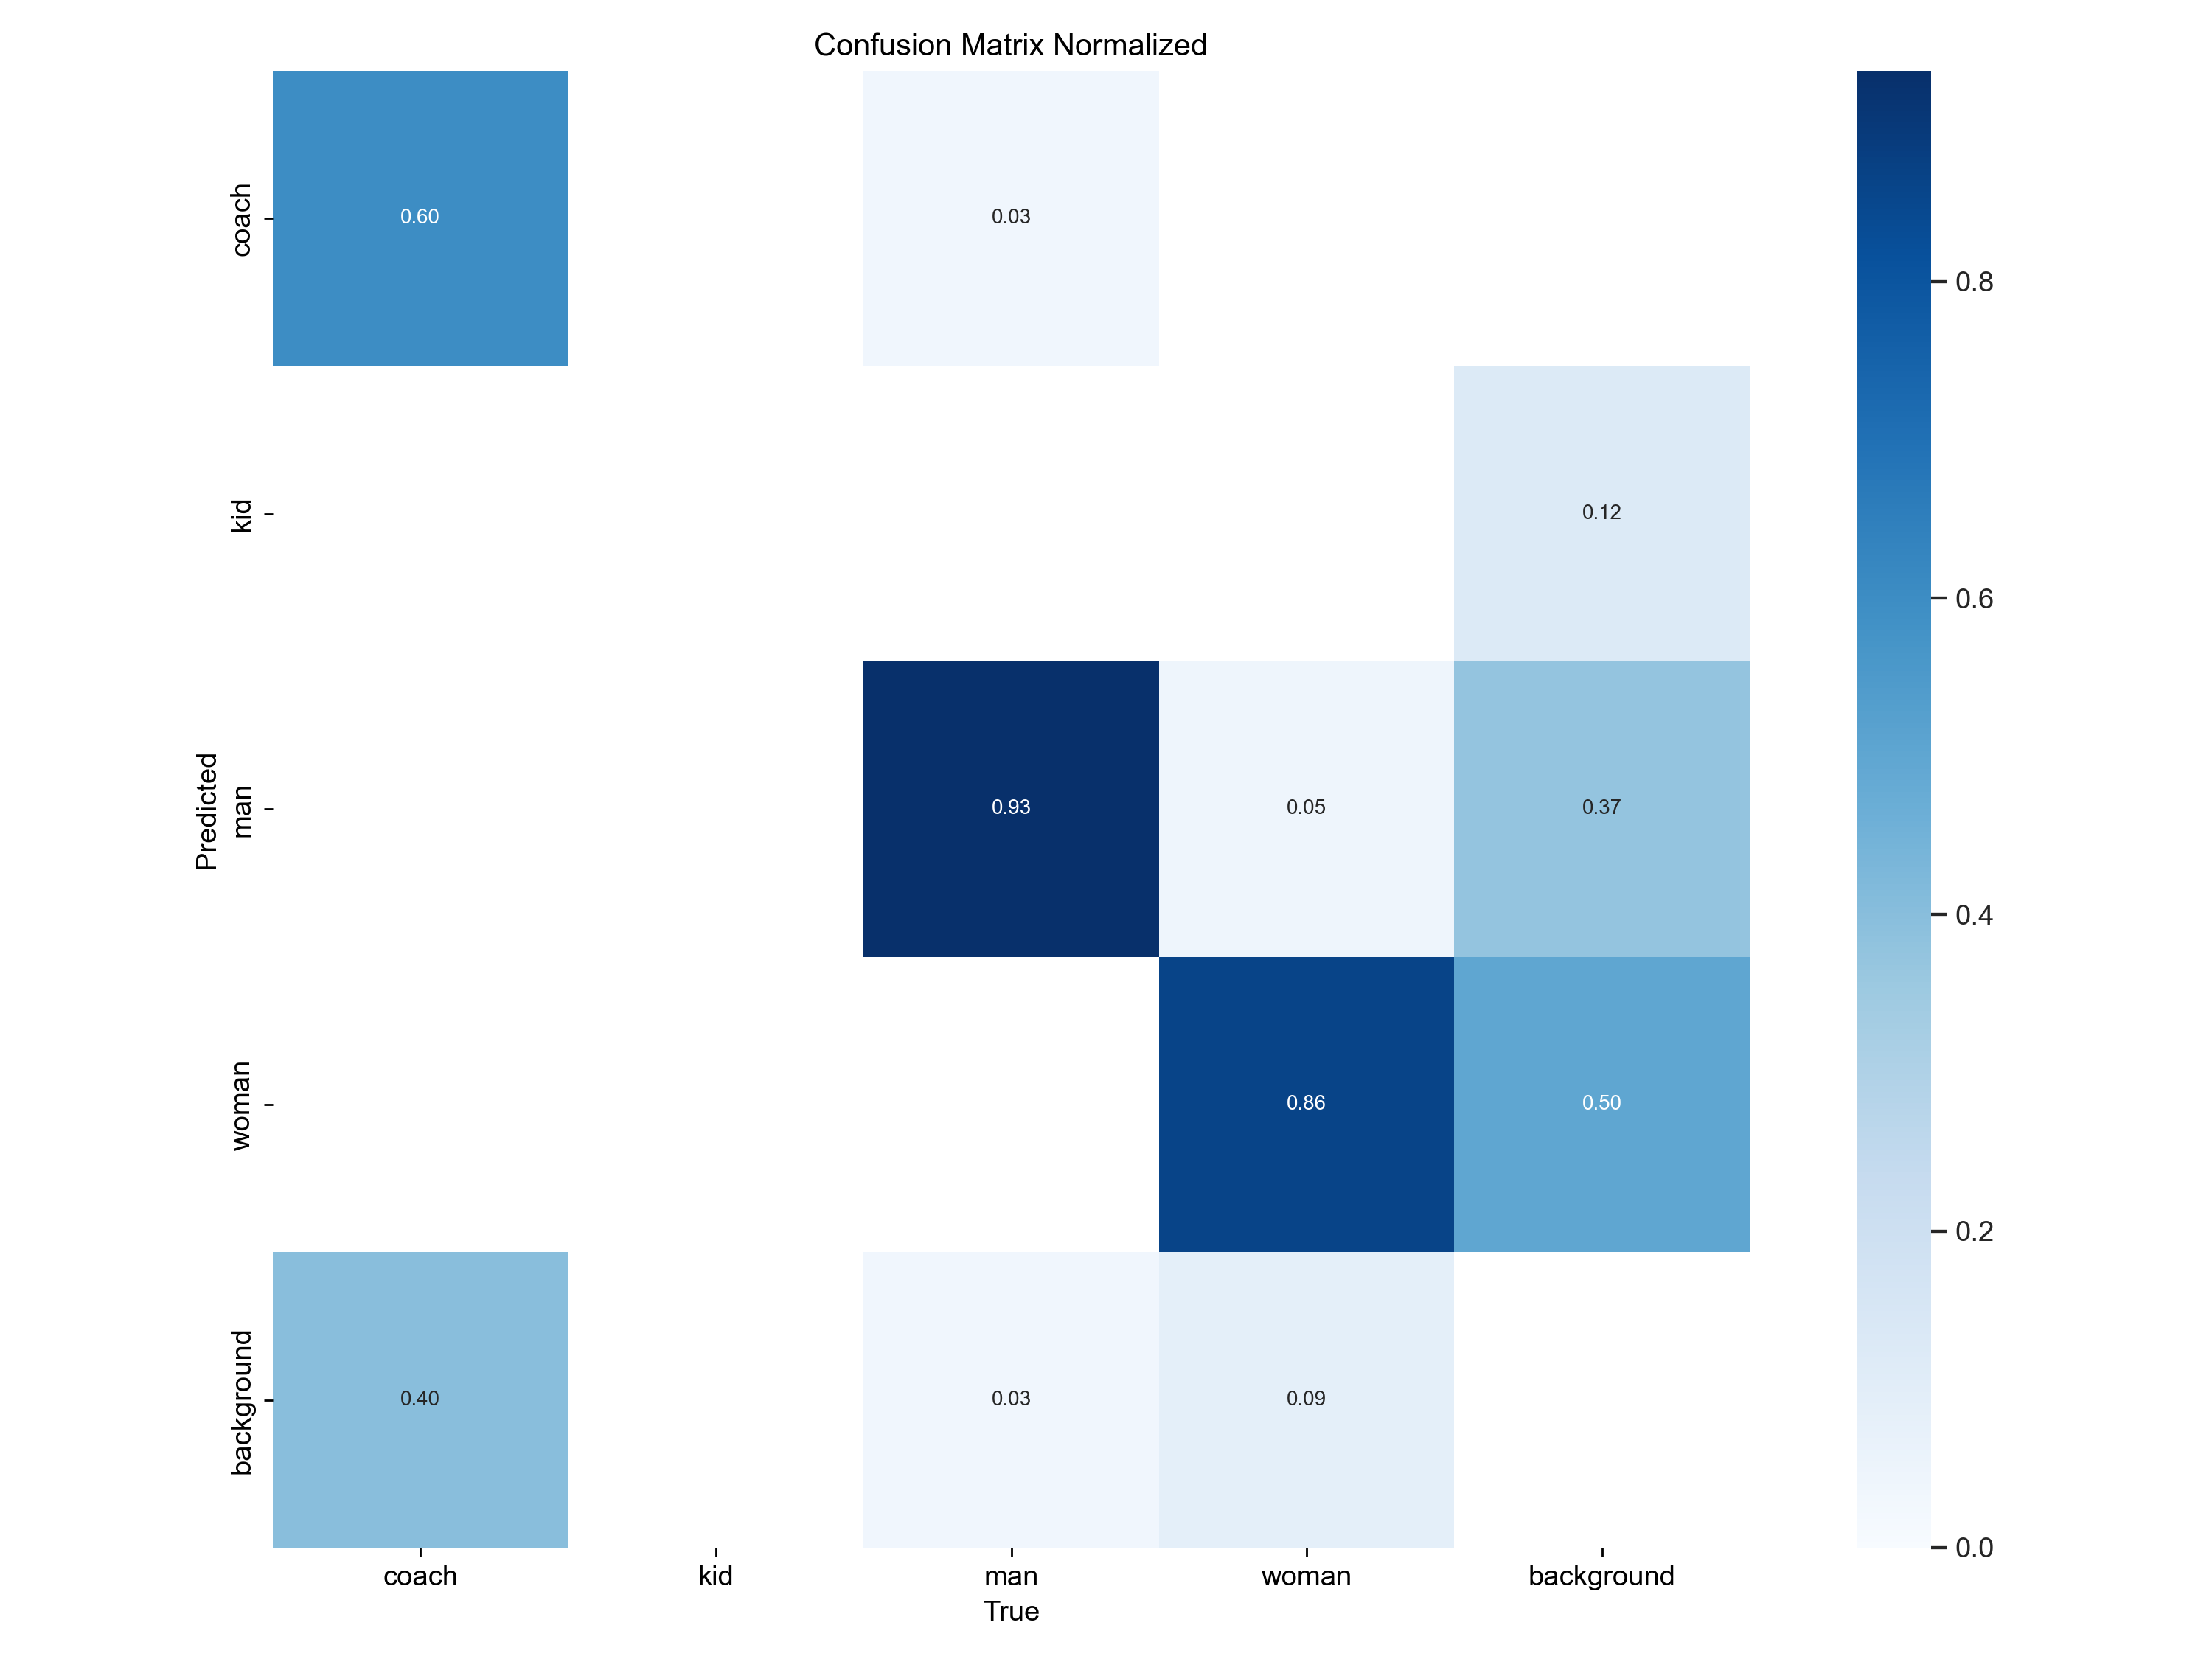 Confusion Matrix Normalized
coach
0.60
0.03
0.8
kid
0.12
0.6
Predicted
man
0.93
0.05
0.37
0.4
woman
0.86
0.50
0.2
background
0.40
0.03
0.09
0.0
coach
kid
man
woman
background
True